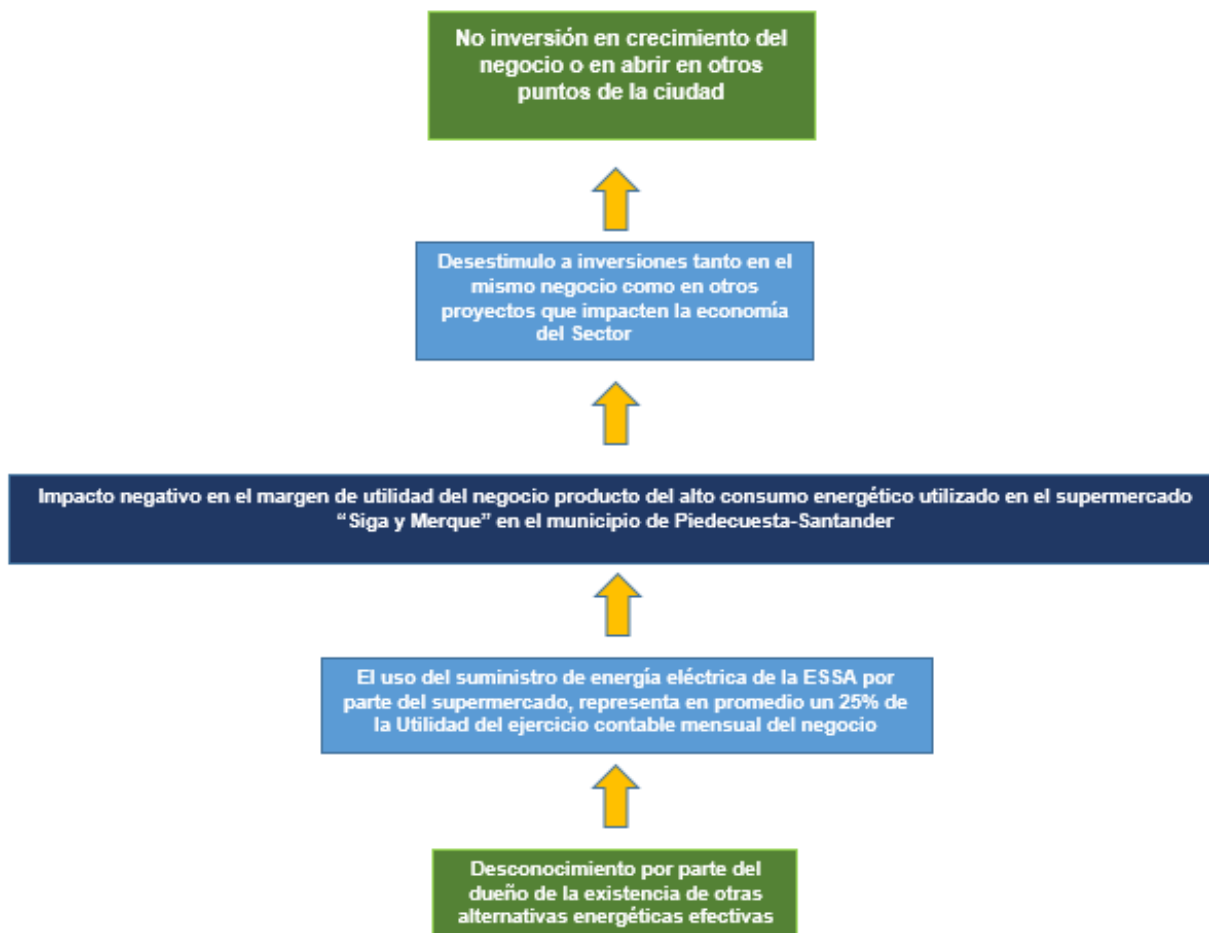 No inversión en crecimiento del
negocio o en abrir en otros
puntos de la ciudad
Desestimulo a inversiones tanto en el
mismo negocio como en otros
proyectos que impacten la economía
del Sector
Impacto negativo en el margen de utilidad del negocio producto del alto consumo energético utilizado en el supermercado
“Siga y Merque” en el municipio de Piedecuesta-Santander
El uso del suministro de energía eléctrica de la ESSA por
parte del supermercado, representa en promedio un 25% de
la Utilidad del ejercicio contable mensual del negocio
Desconocimiento por parte del
dueño de la existencia de otras
alternativas energéticas efectivas